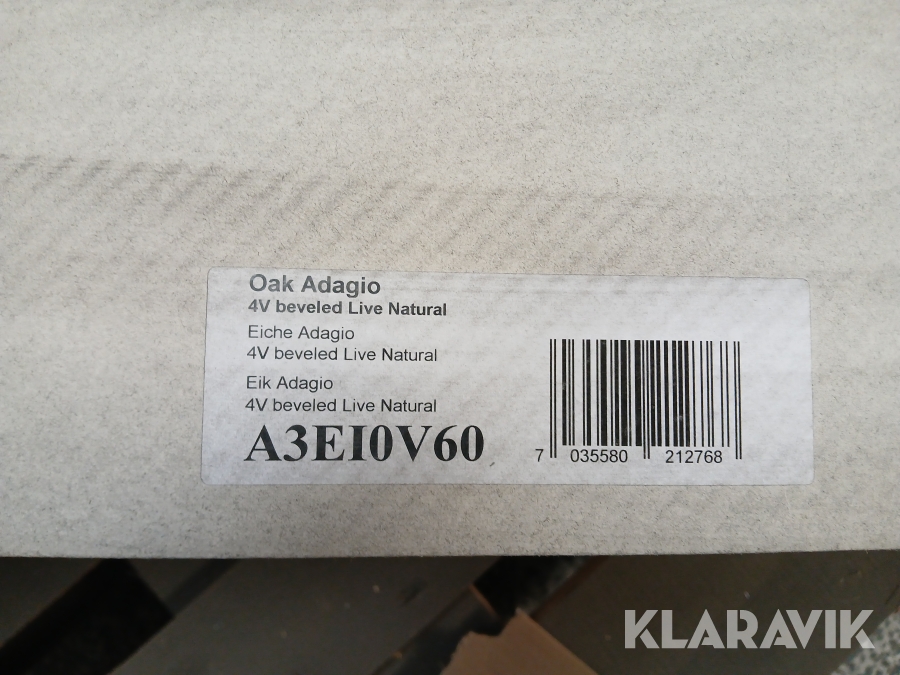 Oak Adagio
4V beveled Live Natural
Eiche Adagio
4V beveled Live Natural
Eik Adagio
4V beveled Live Natural
A3EI0V60
7 035580 212768
KLARAVIK